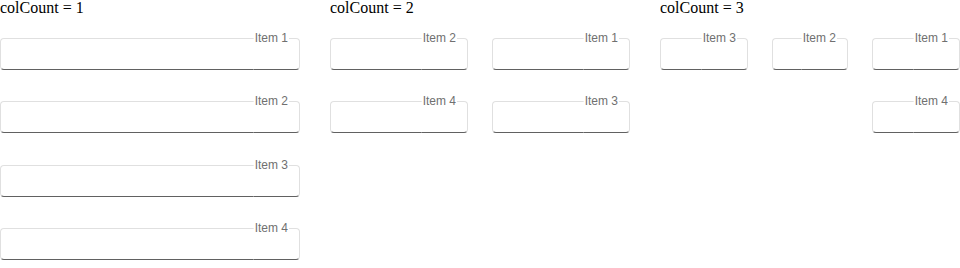 colCount = 1
Item 1
Item 2
Item 3
Item 4
colCount = 2
Item 2 Item 1
Item 4 Item 3
colCount = 3
Item 3 Item 2 Item 1
Item 4